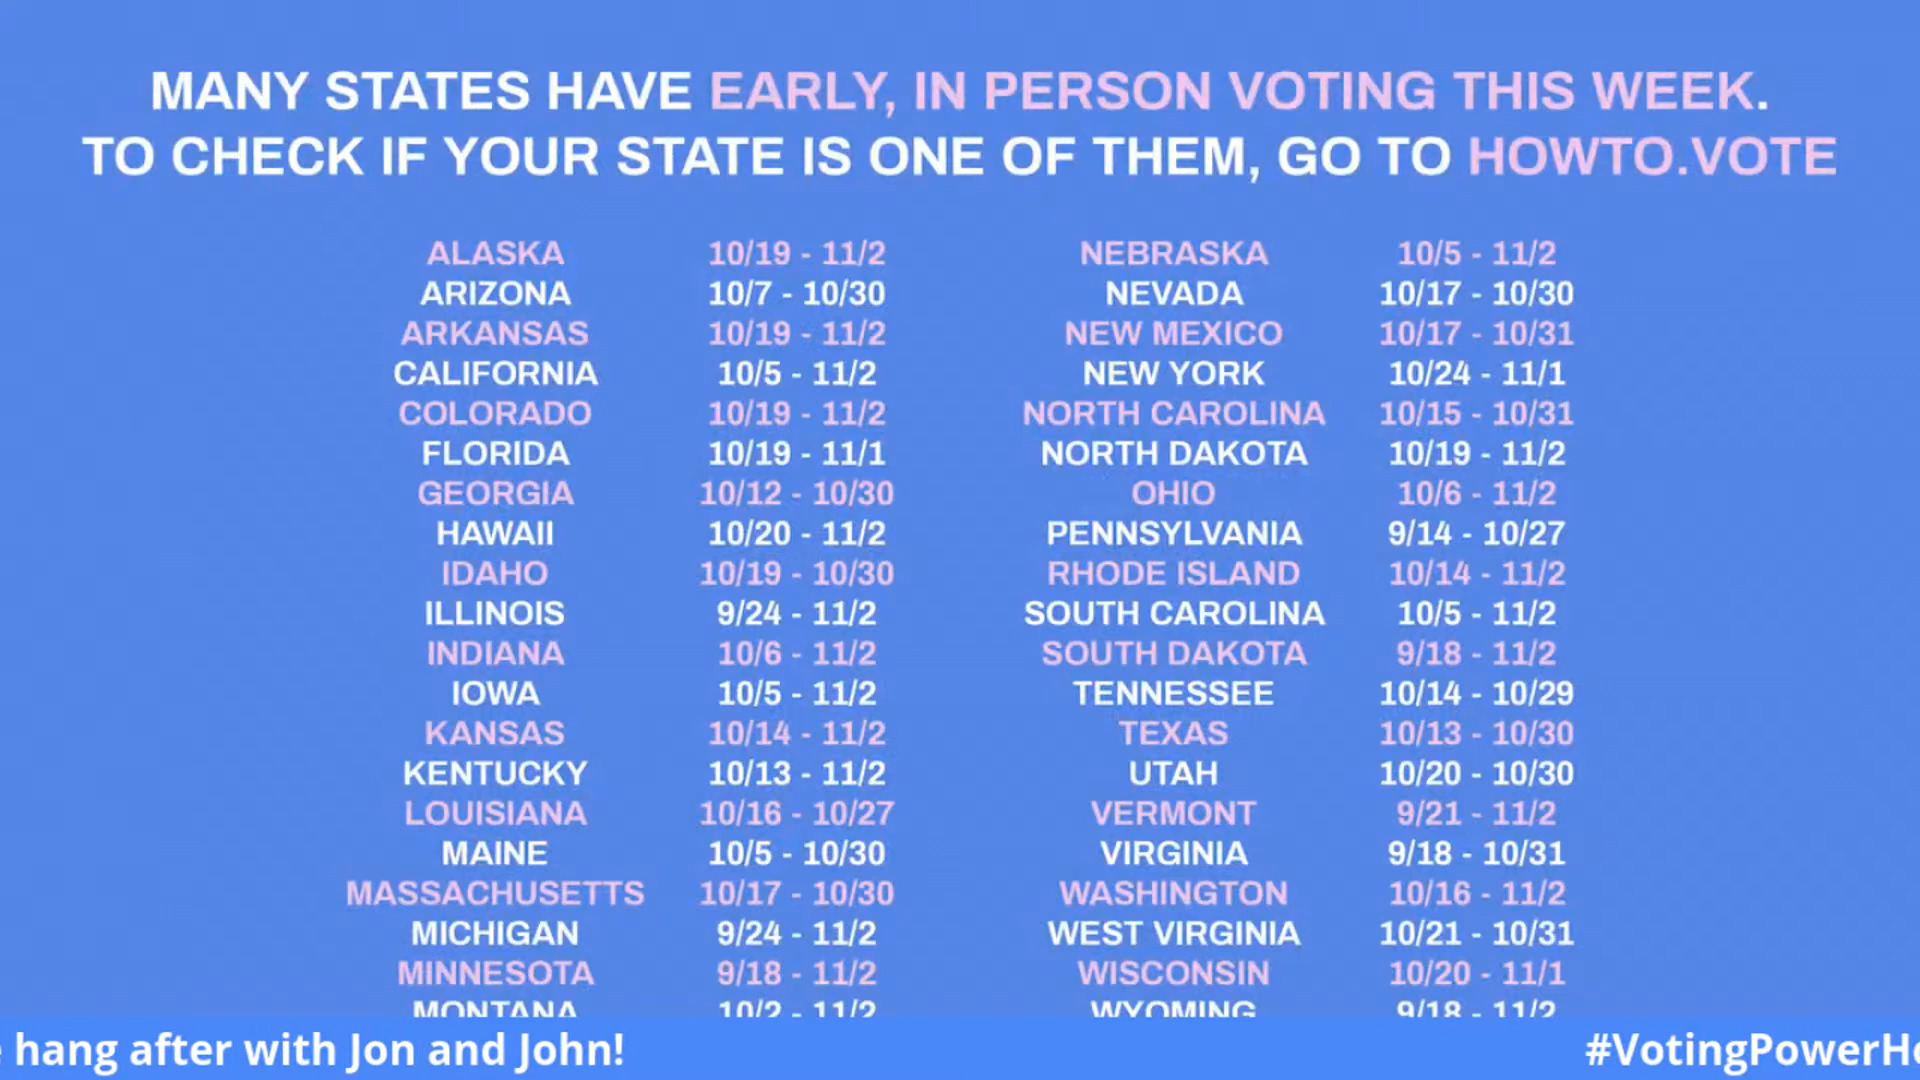 MANY STATES HAVE EARLY, IN PERSON VOTING THIS WEEK.
TO CHECK IF YOUR STATE IS ONE OF THEM, GO TO HOWTO.VOTE
ALASKA 10/19 - 11/2
ARIZONA 10/7 - 10/30
ARKANSAS 10/19 - 11/2
CALIFORNIA 10/5 - 11/2
COLORADO 10/19 - 11/2
FLORIDA 10/19 - 11/1
GEORGIA 10/12 - 10/30
HAWAII 10/20 - 11/2
IDAHO 10/19 - 10/30
ILLINOIS 9/24 - 11/2
INDIANA 10/6 - 11/2
IOWA 10/5 - 11/2
KANSAS 10/14 - 11/2
KENTUCKY 10/13 - 11/2
LOUISIANA 10/16 - 10/27
MAINE 10/5 - 10/30
MASSACHUSETTS 10/17 - 10/30
MICHIGAN 9/24 - 11/2
MINNESOTA 9/18 - 11/2
MONTANA 10/2 - 11/2
NEBRASKA 10/5 - 11/2
NEVADA 10/17 - 10/30
NEW MEXICO 10/17 - 10/31
NEW YORK 10/24 - 11/1
NORTH CAROLINA 10/15 - 10/31
NORTH DAKOTA 10/19 - 11/2
OHIO 10/6 - 11/2
PENNSYLVANIA 9/14 - 10/27
RHODE ISLAND 10/14 - 11/2
SOUTH CAROLINA 10/5 - 11/2
SOUTH DAKOTA 9/18 - 11/2
TENNESSEE 10/14 - 10/29
TEXAS 10/13 - 10/30
UTAH 10/20 - 10/30
VERMONT 9/21 - 11/2
VIRGINIA 9/18 - 10/31
WASHINGTON 10/16 - 11/2
WEST VIRGINIA 10/21 - 10/31
WISCONSIN 10/20 - 11/1
WYOMING 9/18 - 11/2
hang after with Jon and John! #VotingPowerHo